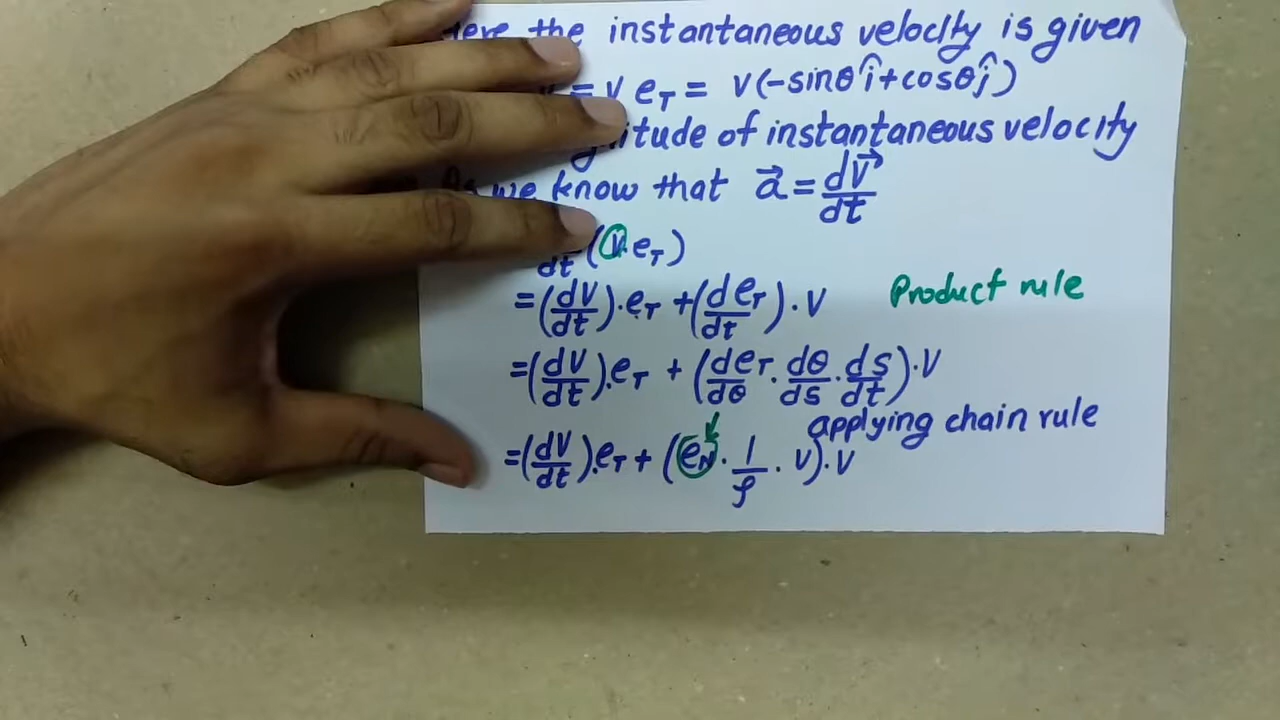 the instantaneous velocity is given
= v e_T = v(-sinθ î+cosθ ĵ)
of instantaneous velocity
we know that a⃗ = dv⃗/dt
dt (v.e_T)
=(dv/dt).e_T +(de_T/dt).v Product rule
=(dv/dt).e_T + (de_T/dθ . dθ/ds . ds/dt).v
applying chain rule
=(dv/dt).e_T + (e_N . 1/ρ . v).v